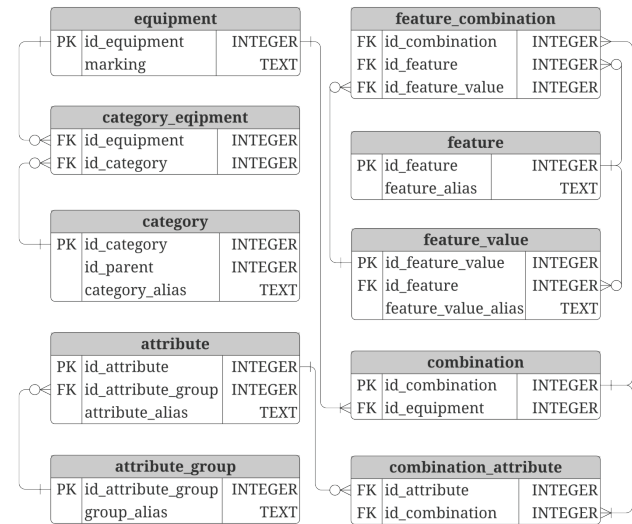 equipment
PK id_equipment INTEGER
marking TEXT
category_eqipment
FK id_equipment INTEGER
FK id_category INTEGER
category
PK id_category INTEGER
id_parent INTEGER
category_alias TEXT
attribute
PK id_attribute INTEGER
FK id_attribute_group INTEGER
attribute_alias TEXT
attribute_group
PK id_attribute_group INTEGER
group_alias TEXT
feature_combination
FK id_combination INTEGER
FK id_feature INTEGER
FK id_feature_value INTEGER
feature
PK id_feature INTEGER
feature_alias TEXT
feature_value
PK id_feature_value INTEGER
FK id_feature INTEGER
feature_value_alias TEXT
combination
PK id_combination INTEGER
FK id_equipment INTEGER
combination_attribute
FK id_attribute INTEGER
FK id_combination INTEGER